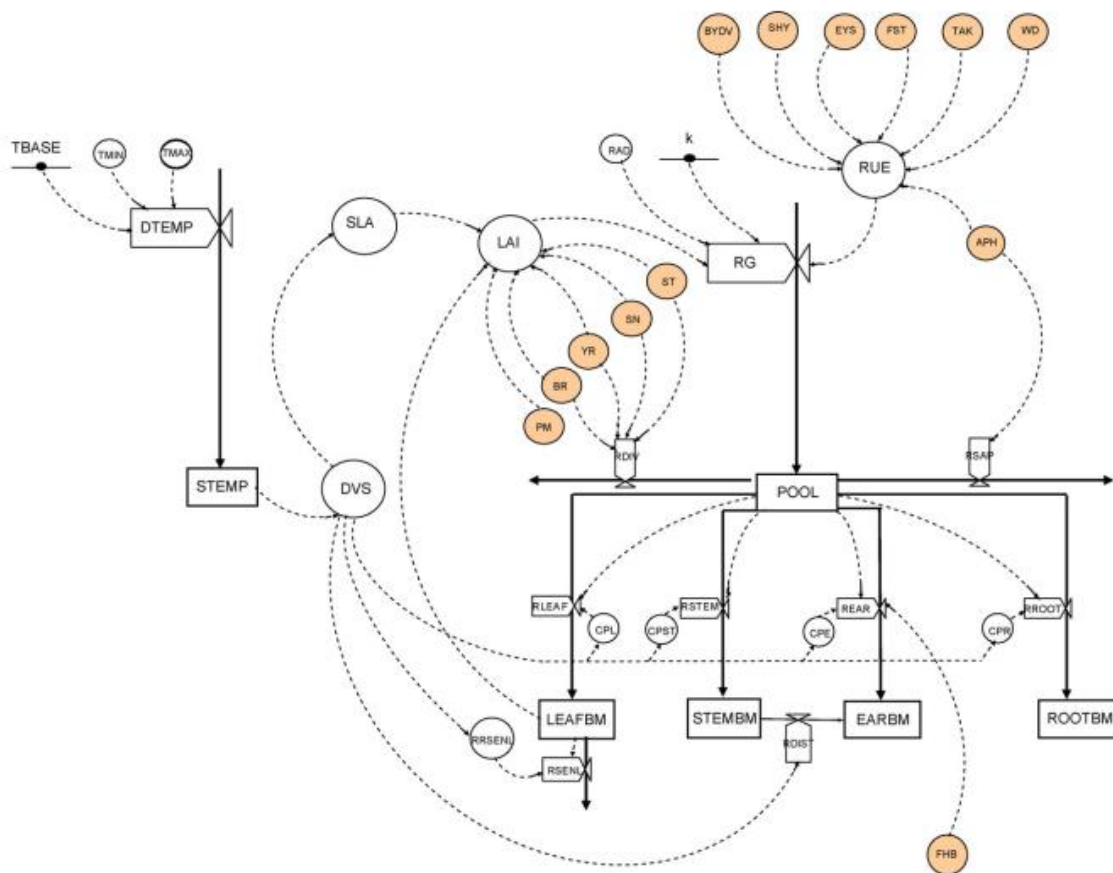 BYDV
SHY
EYS
FST
TAK
WD
TBASE
TMIN
TMAX
RAD
k
RUE
DTEMP
SLA
LAI
RG
APH
ST
SN
YR
BR
PM
RDIV
RSAP
STEMP
DVS
POOL
RLEAF
CPL
RSTEM
CPST
REAR
CPE
RROOT
CPR
LEAFBM
STEMBM
EARBM
ROOTBM
RRSENL
RSENL
RDIST
FHB